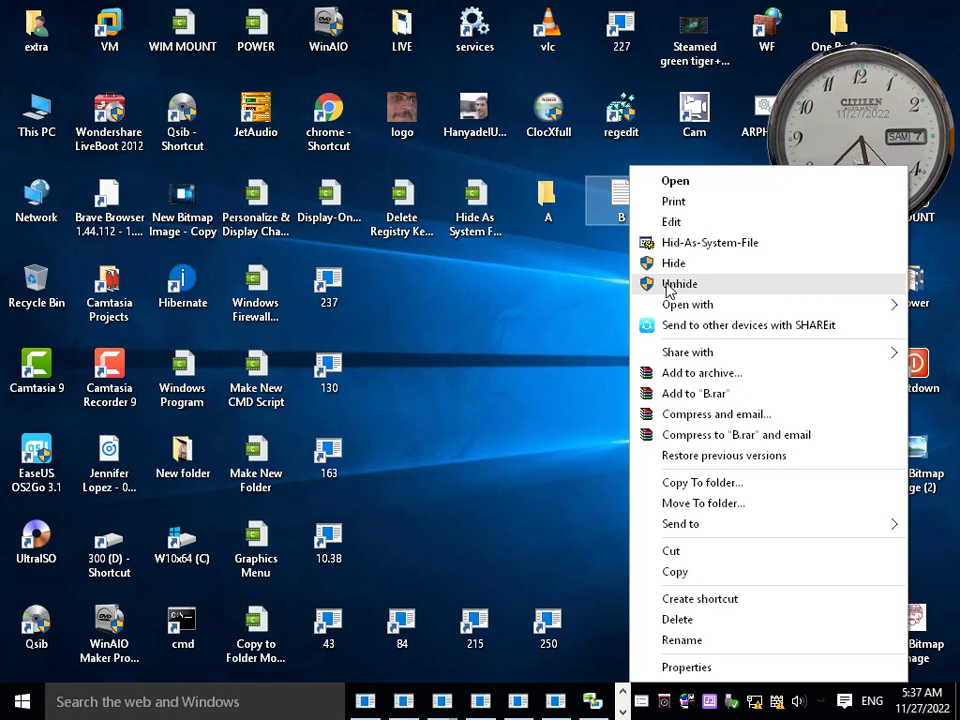 extra
VM
WIM MOUNT
POWER
WinAIO
LIVE
services
vlc
227
Steamed
green tiger+...
WF
This PC
Wondershare
LiveBoot 2012
Qsib -
Shortcut
JetAudio
chrome -
Shortcut
logo
HanyadelU...
ClocXfull
regedit
Cam
CITIZEN
AUTOMATIC
11/27/2022
SAM 7
Network
Brave Browser
1.44.112 - 1....
New Bitmap
Image - Copy
Personalize &
Display Cha...
Display-On...
Delete
Registry Ke...
Hide As
System F...
A
B
Recycle Bin
Camtasia
Projects
Hibernate
Windows
Firewall...
237
Camtasia 9
Camtasia
Recorder 9
Windows
Program
Make New
CMD Script
130
EaseUS
OS2Go 3.1
Jennifer
Lopez - 0...
New folder
Make New
Folder
163
UltraISO
300 (D) -
Shortcut
W10x64 (C)
Graphics
Menu
10.38
Qsib
WinAIO
Maker Pro...
cmd
Copy to
Folder Mo...
43
84
215
250
Open
Print
Edit
Hid-As-System-File
Hide
Unhide
Open with
Send to other devices with SHAREit
Share with
Add to archive...
Add to "B.rar"
Compress and email...
Compress to "B.rar" and email
Restore previous versions
Copy To folder...
Move To folder...
Send to
Cut
Copy
Create shortcut
Delete
Rename
Properties
Search the web and Windows
ENG
5:37 AM
11/27/2022